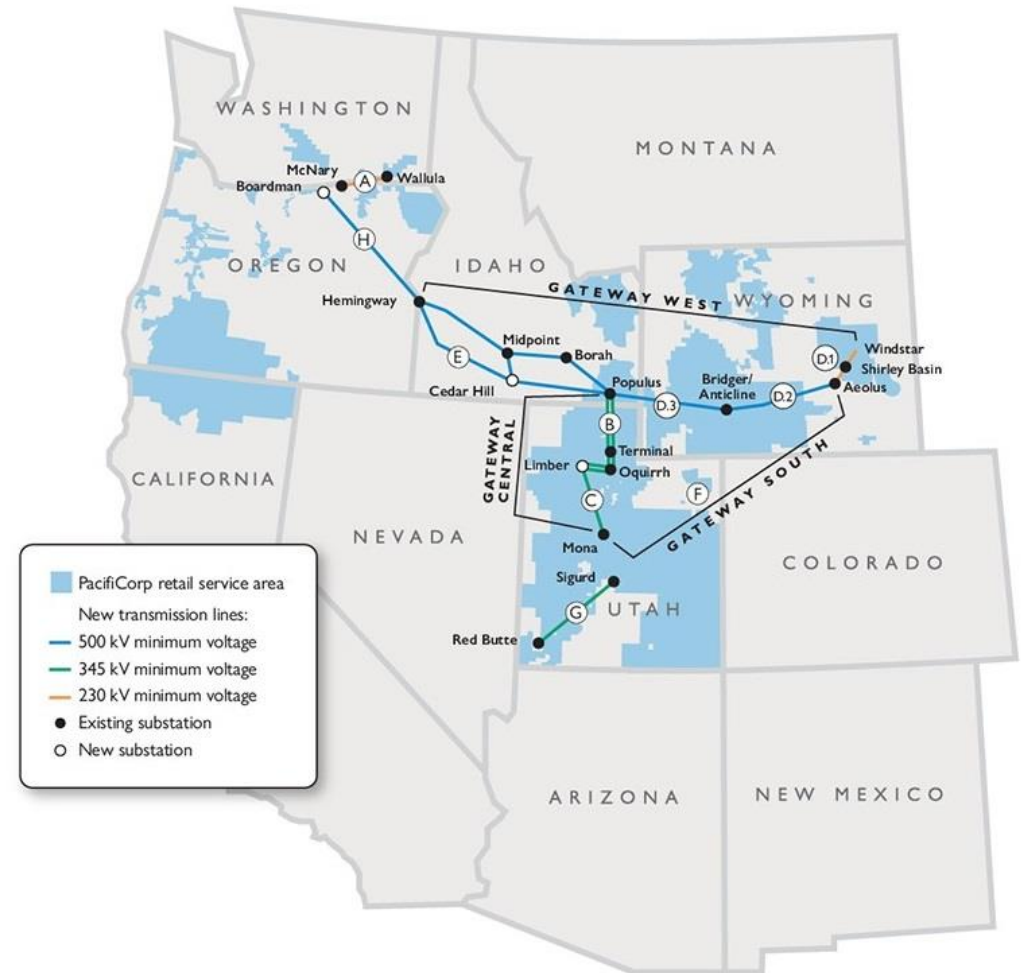 WASHINGTON
MONTANA
McNary
A
Wallula
Boardman
H
OREGON
IDAHO
GATEWAY WEST
WYOMING
Hemingway
Midpoint
E
Borah
D.1
Windstar
Shirley Basin
Aeolus
Cedar Hill
Populus
Bridger/
Anticline
D.2
D.3
B
GATEWAY
CENTRAL
Terminal
Limber
Oquirrh
CALIFORNIA
C
F
GATEWAY SOUTH
NEVADA
Mona
COLORADO
Sigurd
UTAH
G
Red Butte
PacifiCorp retail service area
New transmission lines:
500 kV minimum voltage
345 kV minimum voltage
230 kV minimum voltage
Existing substation
New substation
ARIZONA
NEW MEXICO